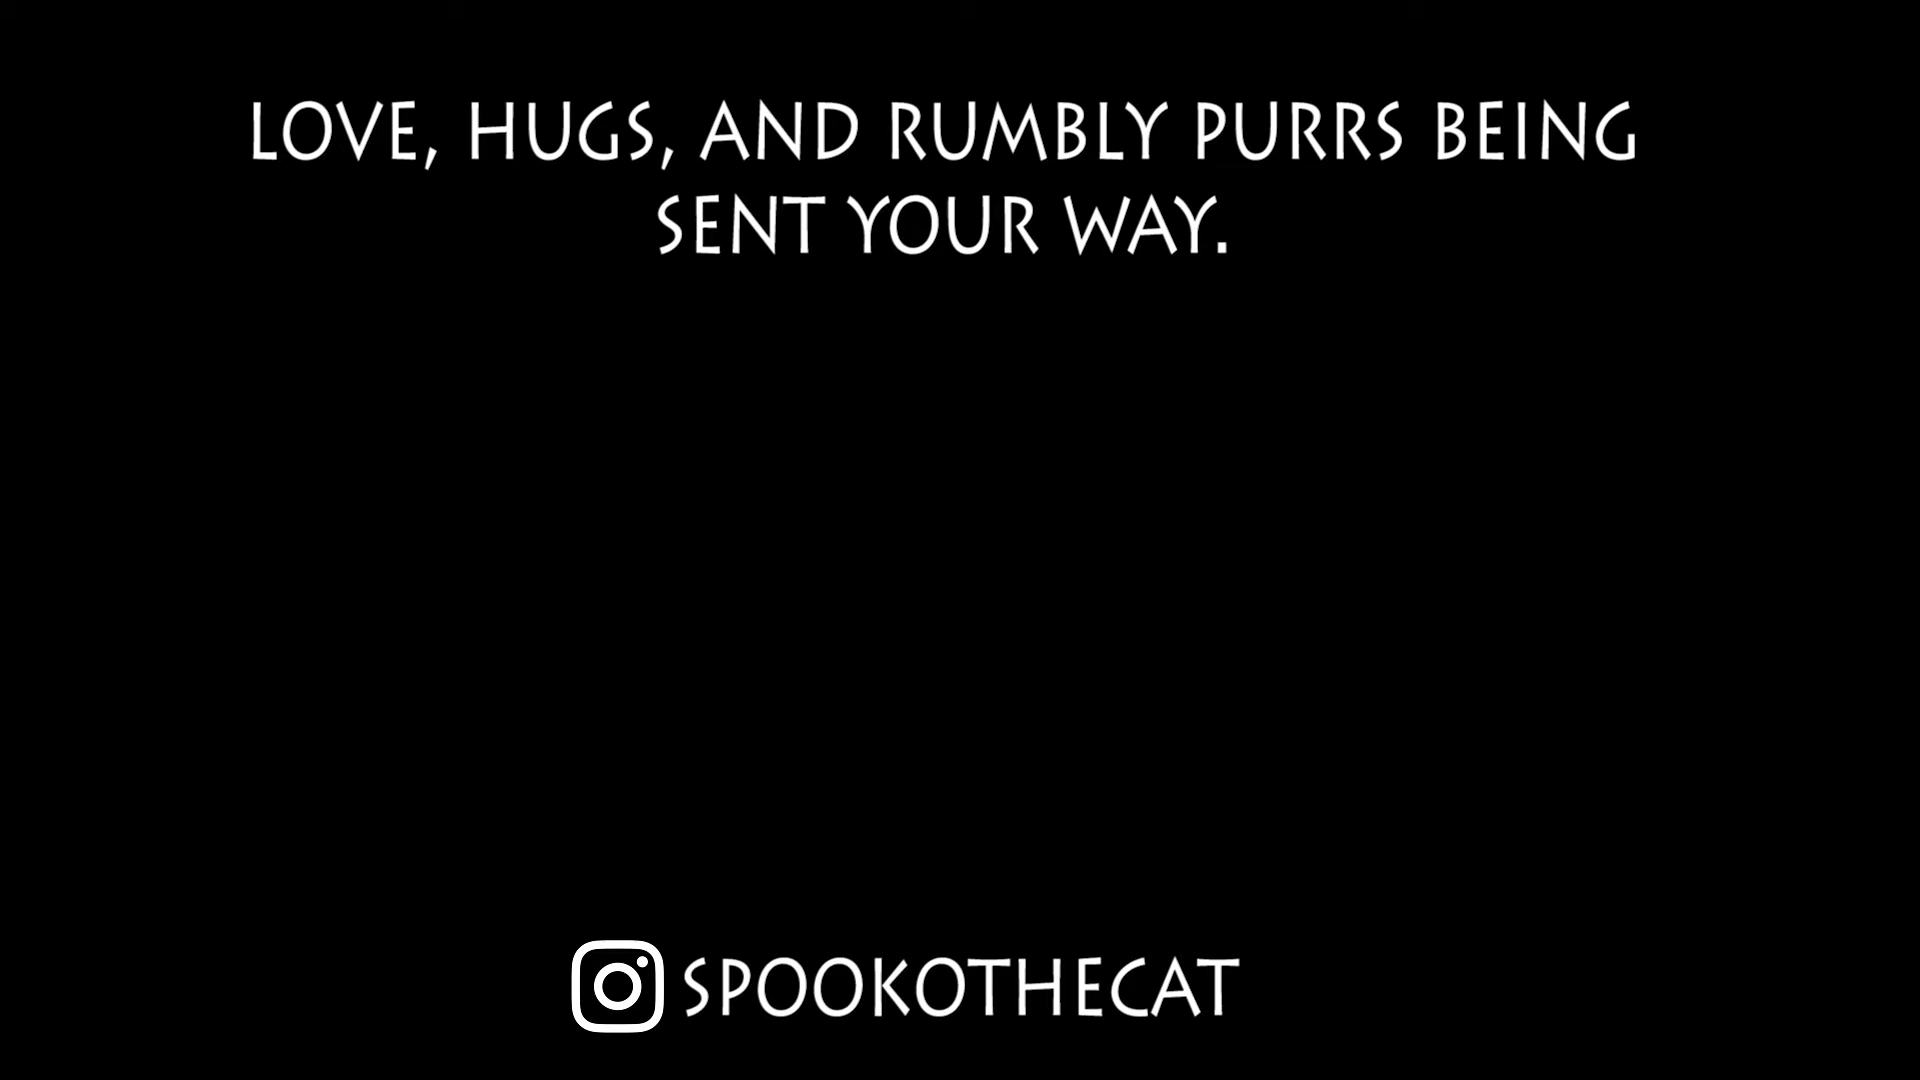 LOVE, HUGS, AND RUMBLY PURRS BEING
SENT YOUR WAY.
SPOOKOTHECAT